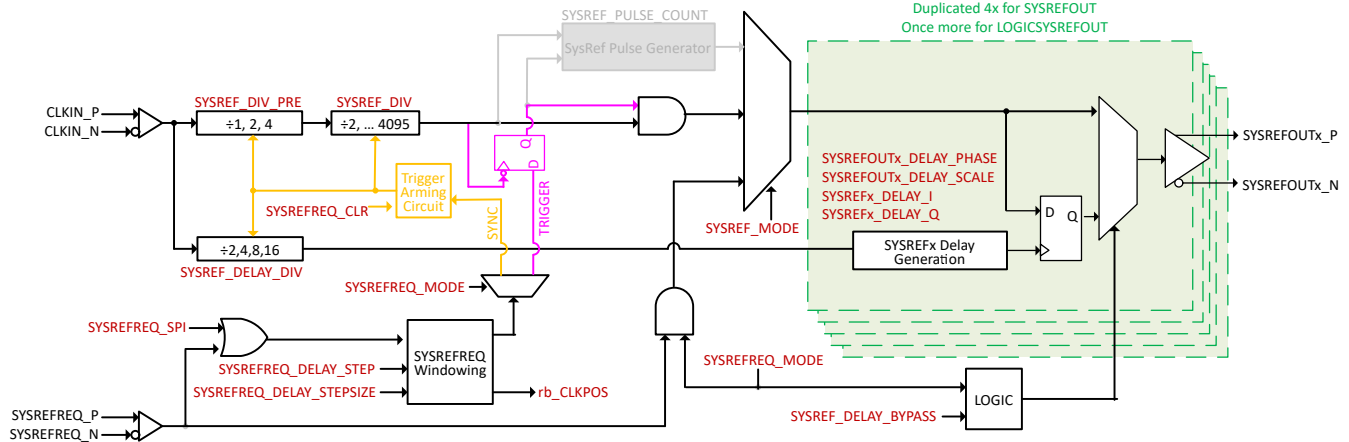 Duplicated 4x for SYSREFOUT
Once more for LOGICSYSREFOUT
SYSREF_PULSE_COUNT
SysRef Pulse Generator
CLKIN_P
CLKIN_N
SYSREF_DIV_PRE
÷1, 2, 4
SYSREF_DIV
÷2, ... 4095
Q
D
Trigger
Arming
Circuit
SYSREFREQ_CLR
SYNC
TRIGGER
÷2,4,8,16
SYSREF_DELAY_DIV
SYSREFREQ_MODE
SYSREF_MODE
SYSREFOUTx_DELAY_PHASE
SYSREFOUTx_DELAY_SCALE
SYSREFx_DELAY_I
SYSREFx_DELAY_Q
SYSREFx Delay
Generation
D
Q
SYSREFOUTx_P
SYSREFOUTx_N
SYSREFREQ_SPI
SYSREFREQ
Windowing
SYSREFREQ_DELAY_STEP
SYSREFREQ_DELAY_STEPSIZE
rb_CLKPOS
SYSREFREQ_MODE
SYSREF_DELAY_BYPASS
LOGIC
SYSREFREQ_P
SYSREFREQ_N